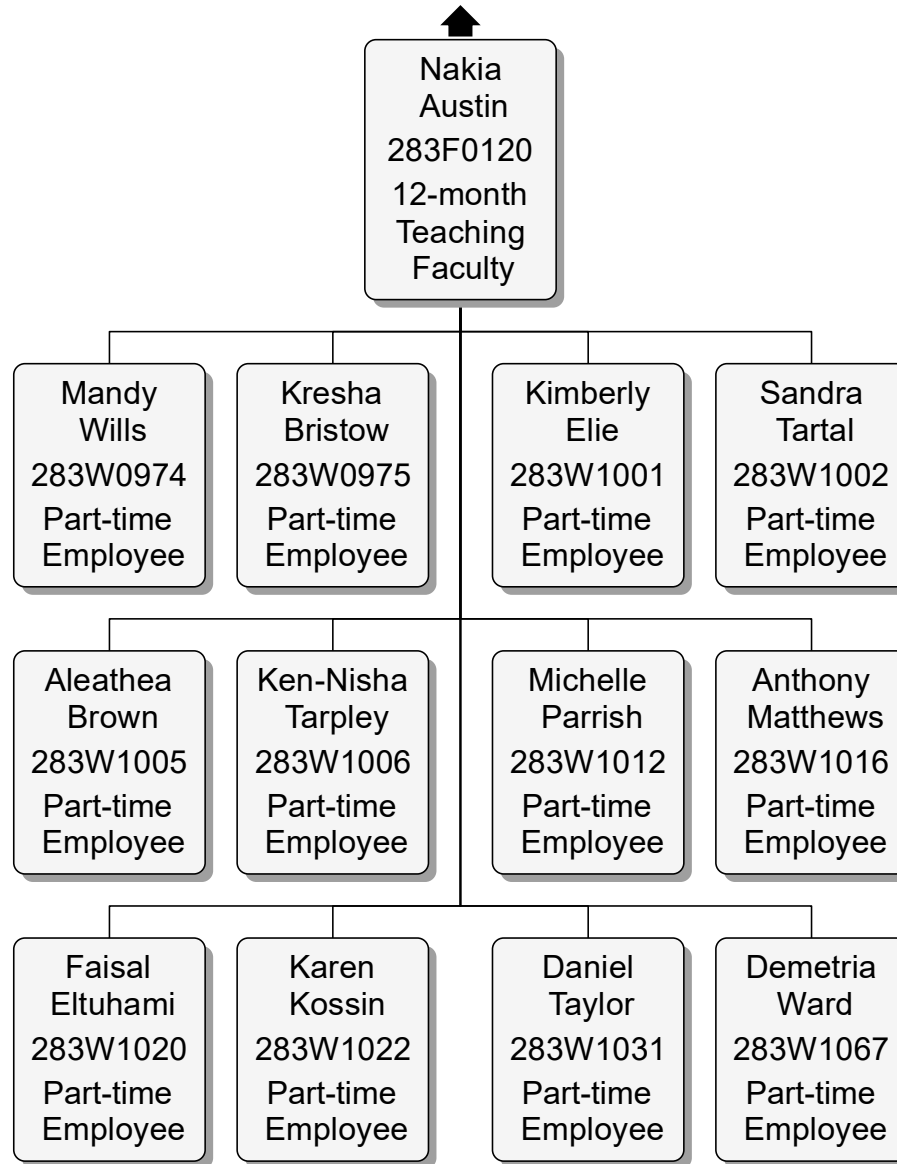 Nakia
Austin
283F0120
12-month
Teaching
Faculty
Mandy
Wills
283W0974
Part-time
Employee
Kresha
Bristow
283W0975
Part-time
Employee
Kimberly
Elie
283W1001
Part-time
Employee
Sandra
Tartal
283W1002
Part-time
Employee
Aleathea
Brown
283W1005
Part-time
Employee
Ken-Nisha
Tarpley
283W1006
Part-time
Employee
Michelle
Parrish
283W1012
Part-time
Employee
Anthony
Matthews
283W1016
Part-time
Employee
Faisal
Eltuhami
283W1020
Part-time
Employee
Karen
Kossin
283W1022
Part-time
Employee
Daniel
Taylor
283W1031
Part-time
Employee
Demetria
Ward
283W1067
Part-time
Employee